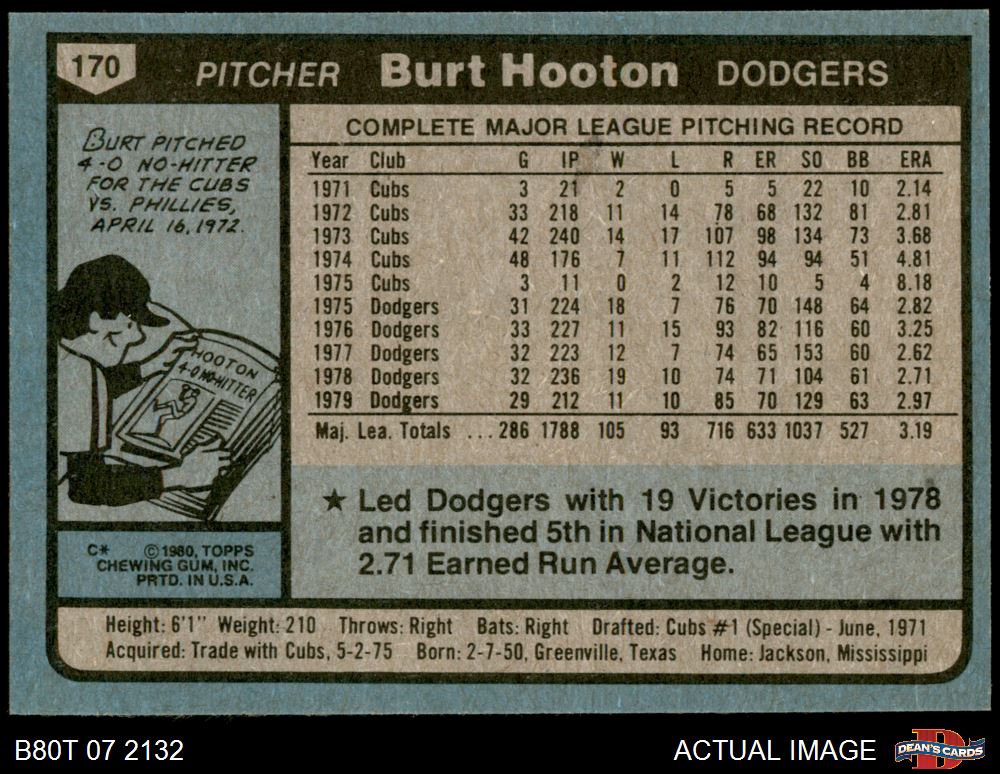 170 PITCHER Burt Hooton DODGERS
BURT PITCHED
4-0 NO-HITTER
FOR THE CUBS
VS. PHILLIES,
APRIL 16, 1972.
HOOTON
4-0 NO-HITTER
C* © 1980, TOPPS
CHEWING GUM, INC.
PRTD. IN U.S.A.
COMPLETE MAJOR LEAGUE PITCHING RECORD
Year Club G IP W L R ER SO BB ERA
1971 Cubs 3 21 2 0 5 5 22 10 2.14
1972 Cubs 33 218 11 14 78 68 132 81 2.81
1973 Cubs 42 240 14 17 107 98 134 73 3.68
1974 Cubs 48 176 7 11 112 94 94 51 4.81
1975 Cubs 3 11 0 2 12 10 5 4 8.18
1975 Dodgers 31 224 18 7 76 70 148 64 2.82
1976 Dodgers 33 227 11 15 93 82 116 60 3.25
1977 Dodgers 32 223 12 7 74 65 153 60 2.62
1978 Dodgers 32 236 19 10 74 71 104 61 2.71
1979 Dodgers 29 212 11 10 85 70 129 63 2.97
Maj. Lea. Totals ... 286 1788 105 93 716 633 1037 527 3.19
★ Led Dodgers with 19 Victories in 1978
and finished 5th in National League with
2.71 Earned Run Average.
Height: 6'1" Weight: 210 Throws: Right Bats: Right Drafted: Cubs #1 (Special) - June, 1971
Acquired: Trade with Cubs, 5-2-75 Born: 2-7-50, Greenville, Texas Home: Jackson, Mississippi
B80T 07 2132 ACTUAL IMAGE D DEAN'S CARDS